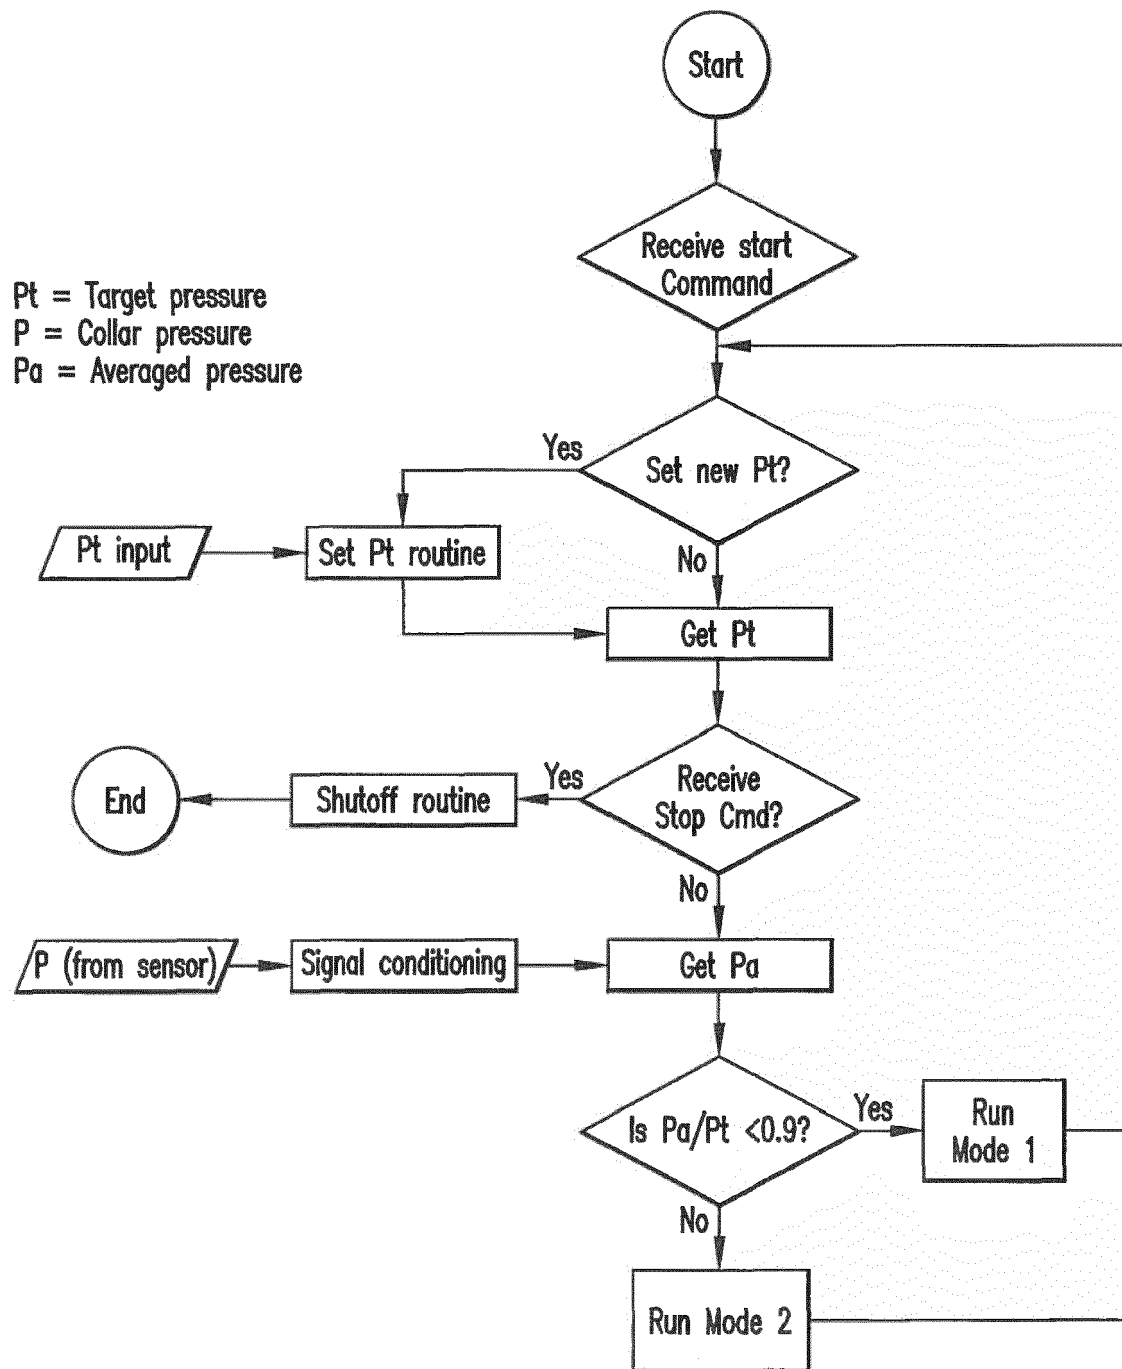 Start
Receive start
Command
Pt = Target pressure
P = Collar pressure
Pa = Averaged pressure
Yes
Set new Pt?
Pt input
Set Pt routine
No
Get Pt
End
Shutoff routine
Yes
Receive
Stop Cmd?
No
P (from sensor)
Signal conditioning
Get Pa
Is Pa/Pt <0.9?
Yes
Run
Mode 1
No
Run Mode 2